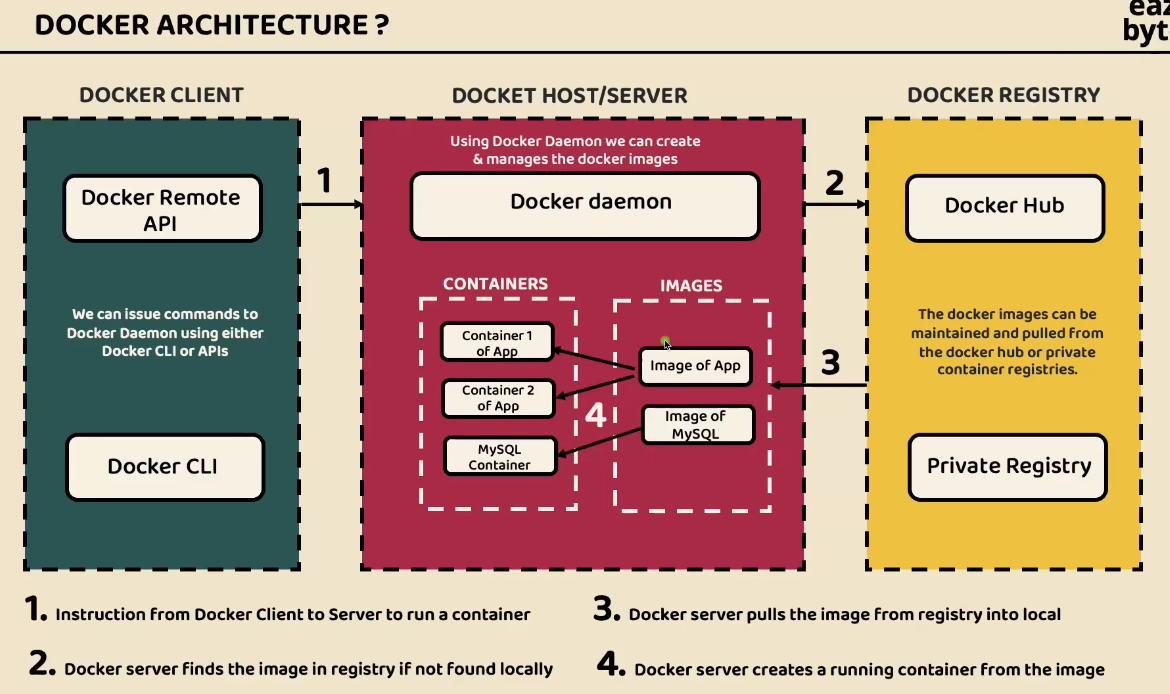 DOCKER ARCHITECTURE ?
DOCKER CLIENT
Docker Remote
API
We can issue commands to
Docker Daemon using either
Docker CLI or APIs
Docker CLI
1
DOCKET HOST/SERVER
Using Docker Daemon we can create
& manages the docker images
Docker daemon
CONTAINERS
Container 1
of App
Container 2
of App
MySQL
Container
4
IMAGES
Image of App
Image of
MySQL
2
3
DOCKER REGISTRY
Docker Hub
The docker images can be
maintained and pulled from
the docker hub or private
container registries.
Private Registry
1. Instruction from Docker Client to Server to run a container
2. Docker server finds the image in registry if not found locally
3. Docker server pulls the image from registry into local
4. Docker server creates a running container from the image